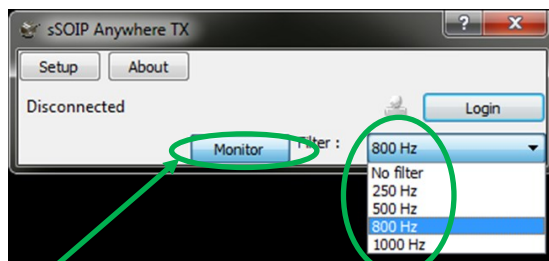 sSOIP Anywhere TX
Setup About
Disconnected Login
Monitor Filter : 800 Hz
No filter
250 Hz
500 Hz
800 Hz
1000 Hz